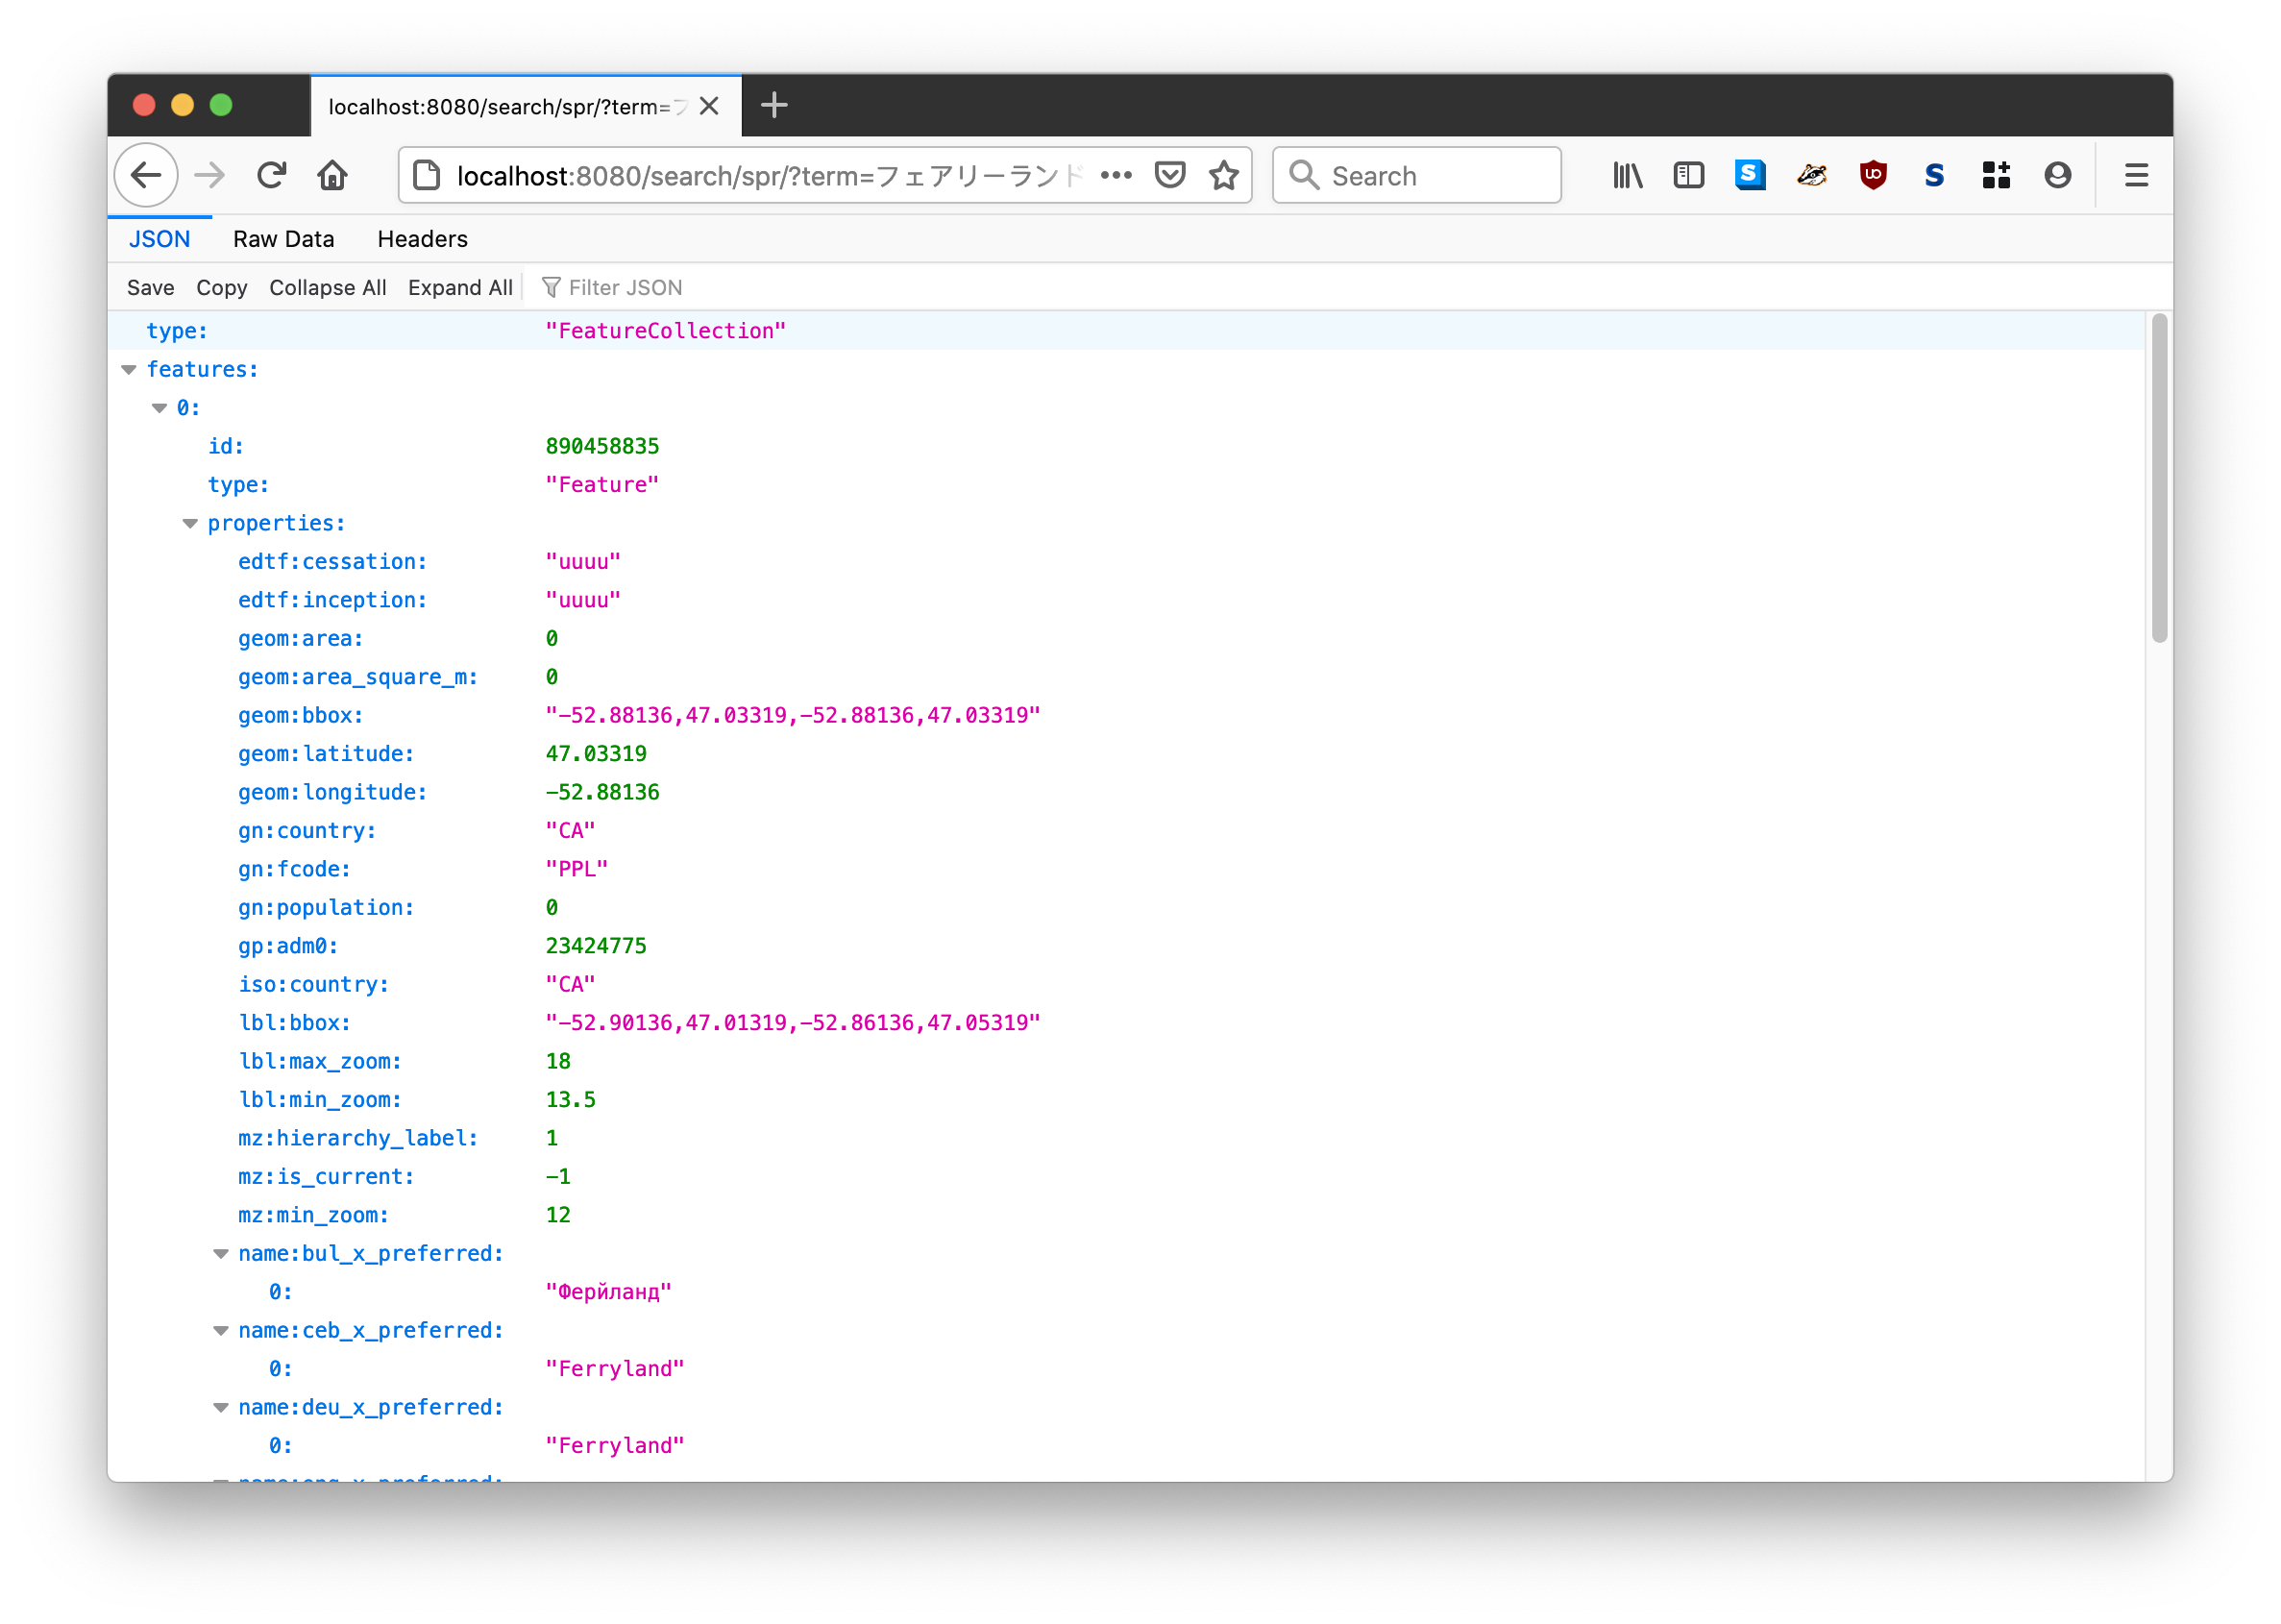 localhost:8080/search/spr/?term=フ
localhost:8080/search/spr/?term=フェアリーランド
Search
JSON Raw Data Headers
Save Copy Collapse All Expand All Filter JSON
type: "FeatureCollection"
features:
0:
id: 890458835
type: "Feature"
properties:
edtf:cessation: "uuuu"
edtf:inception: "uuuu"
geom:area: 0
geom:area_square_m: 0
geom:bbox: "-52.88136,47.03319,-52.88136,47.03319"
geom:latitude: 47.03319
geom:longitude: -52.88136
gn:country: "CA"
gn:fcode: "PPL"
gn:population: 0
gp:adm0: 23424775
iso:country: "CA"
lbl:bbox: "-52.90136,47.01319,-52.86136,47.05319"
lbl:max_zoom: 18
lbl:min_zoom: 13.5
mz:hierarchy_label: 1
mz:is_current: -1
mz:min_zoom: 12
name:bul_x_preferred:
0: "Ферйланд"
name:ceb_x_preferred:
0: "Ferryland"
name:deu_x_preferred:
0: "Ferryland"